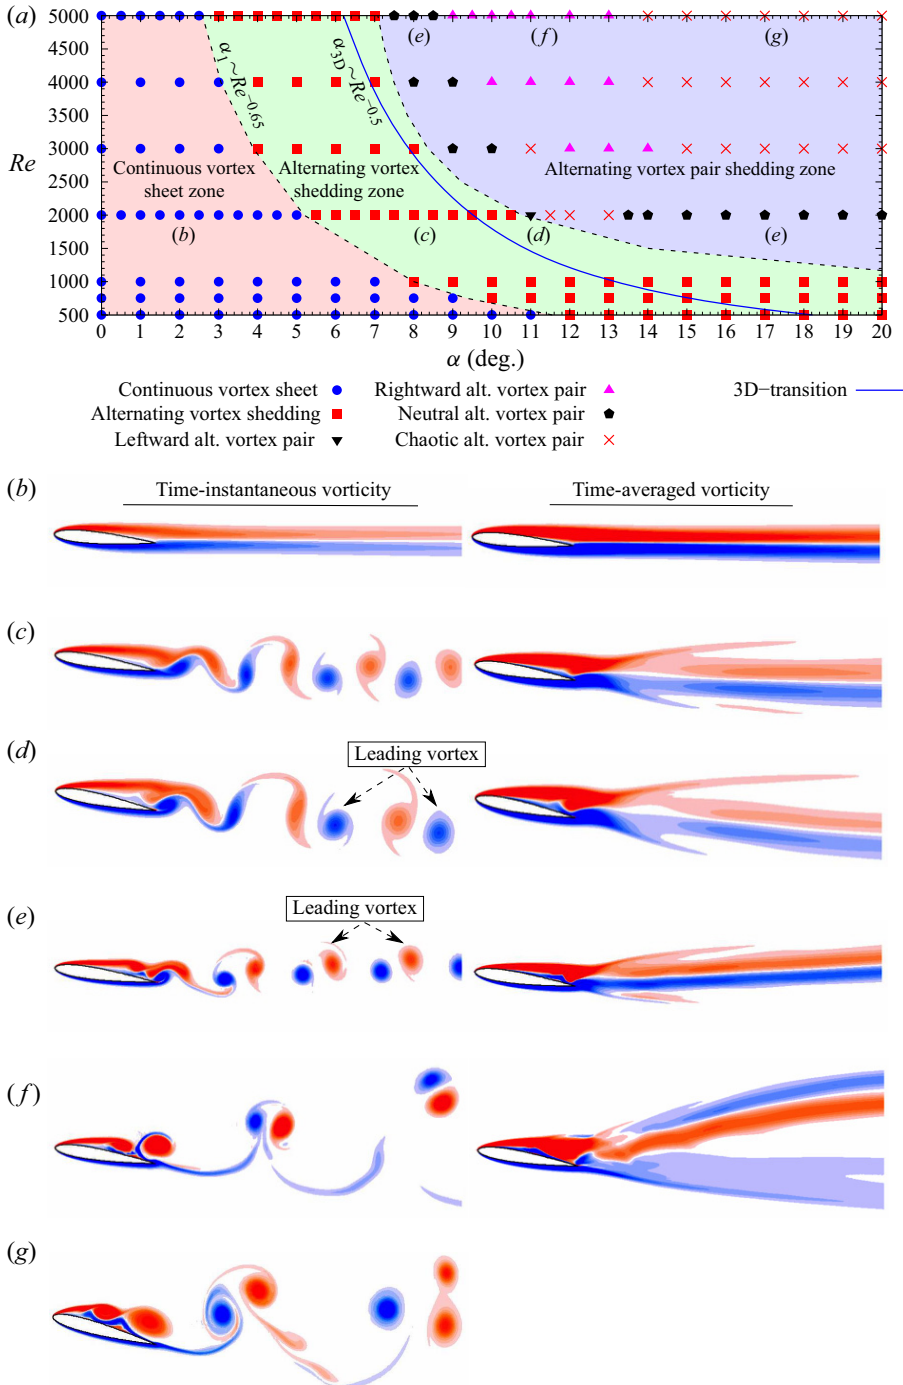 (a)
5000
4500
4000
3500
3000
2500
2000
1500
1000
500
Re
(e)
(f)
(g)
α1~Re^−0.65
α3D~Re^−0.5
Continuous vortex
sheet zone
Alternating vortex
shedding zone
Alternating vortex pair shedding zone
(b)
(c)
(d)
(e)
0 1 2 3 4 5 6 7 8 9 10 11 12 13 14 15 16 17 18 19 20
α (deg.)
Continuous vortex sheet
Rightward alt. vortex pair
3D−transition
Alternating vortex shedding
Neutral alt. vortex pair
Leftward alt. vortex pair
Chaotic alt. vortex pair
(b)
Time-instantaneous vorticity
Time-averaged vorticity
(c)
(d)
Leading vortex
(e)
Leading vortex
(f)
(g)